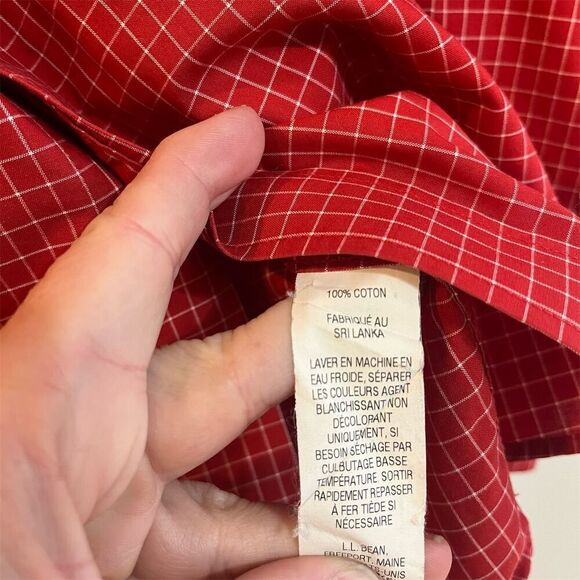 100% COTON
FABRIQUÉ AU
SRI LANKA
LAVER EN MACHINE EN
EAU FROIDE, SÉPARER
LES COULEURS AGENT
BLANCHISSANT NON
DÉCOLORANT
UNIQUEMENT, SI
BESOIN SÉCHAGE PAR
CULBUTAGE BASSE
TEMPÉRATURE SORTIR
RAPIDEMENT REPASSER
À FER TIÈDE SI
NÉCESSAIRE
L.L. BEAN,
FREEPORT, MAINE